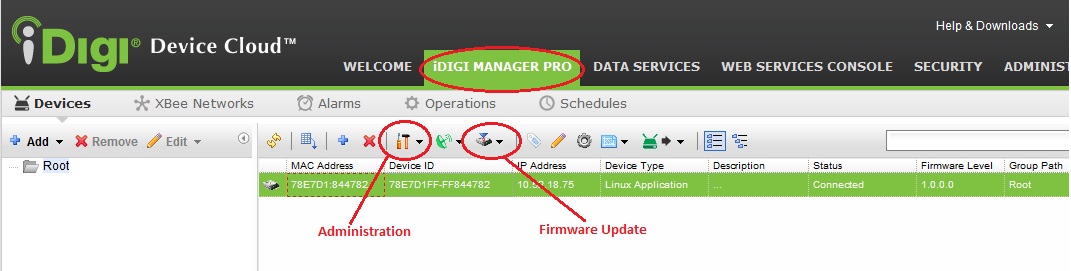 Help & Downloads
iDigi® Device Cloud™
WELCOME iDIGI MANAGER PRO DATA SERVICES WEB SERVICES CONSOLE SECURITY ADMINIST
Devices XBee Networks Alarms Operations Schedules
Add Remove Edit
Root
MAC Address Device ID IP Address Device Type Description Status Firmware Level Group Path
78E7D1:844782 78E7D1FF-FF844782 10.52.18.75 Linux Application ... Connected 1.0.0.0 Root
Administration
Firmware Update